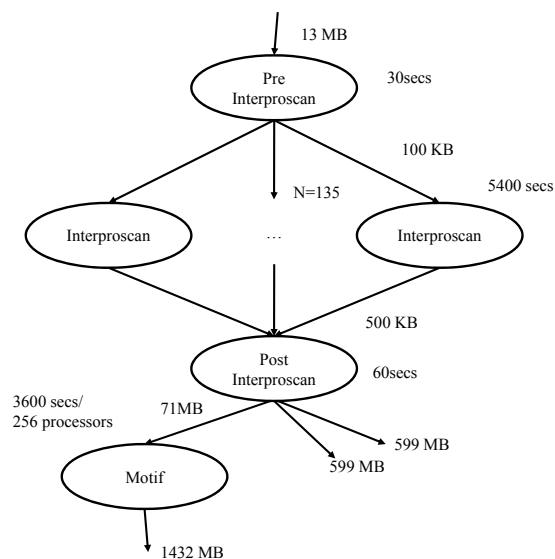 13 MB
Pre
Interproscan
30secs
100 KB
N=135
5400 secs
Interproscan
...
Interproscan
500 KB
Post
Interproscan
60secs
3600 secs/
256 processors
71MB
599 MB
599 MB
Motif
1432 MB